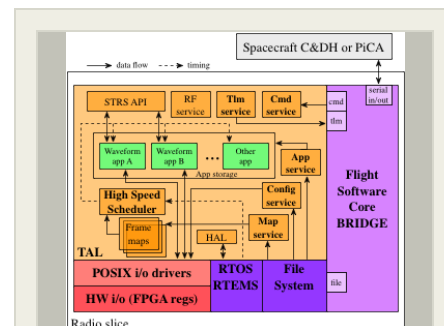 Spacecraft C&DH or PiCA
data flow
timing
serial
in/out
STRS API
RF
service
Tlm
service
Cmd
service
cmd
tlm
Waveform
app A
Waveform
app B
...
Other
app
App storage
App
service
Flight
Software
Core
BRIDGE
High Speed
Scheduler
Config
service
Frame
maps
Map
service
HAL
TAL
POSIX i/o drivers
RTOS
RTEMS
File
System
file
HW i/o (FPGA regs)
Radio slice